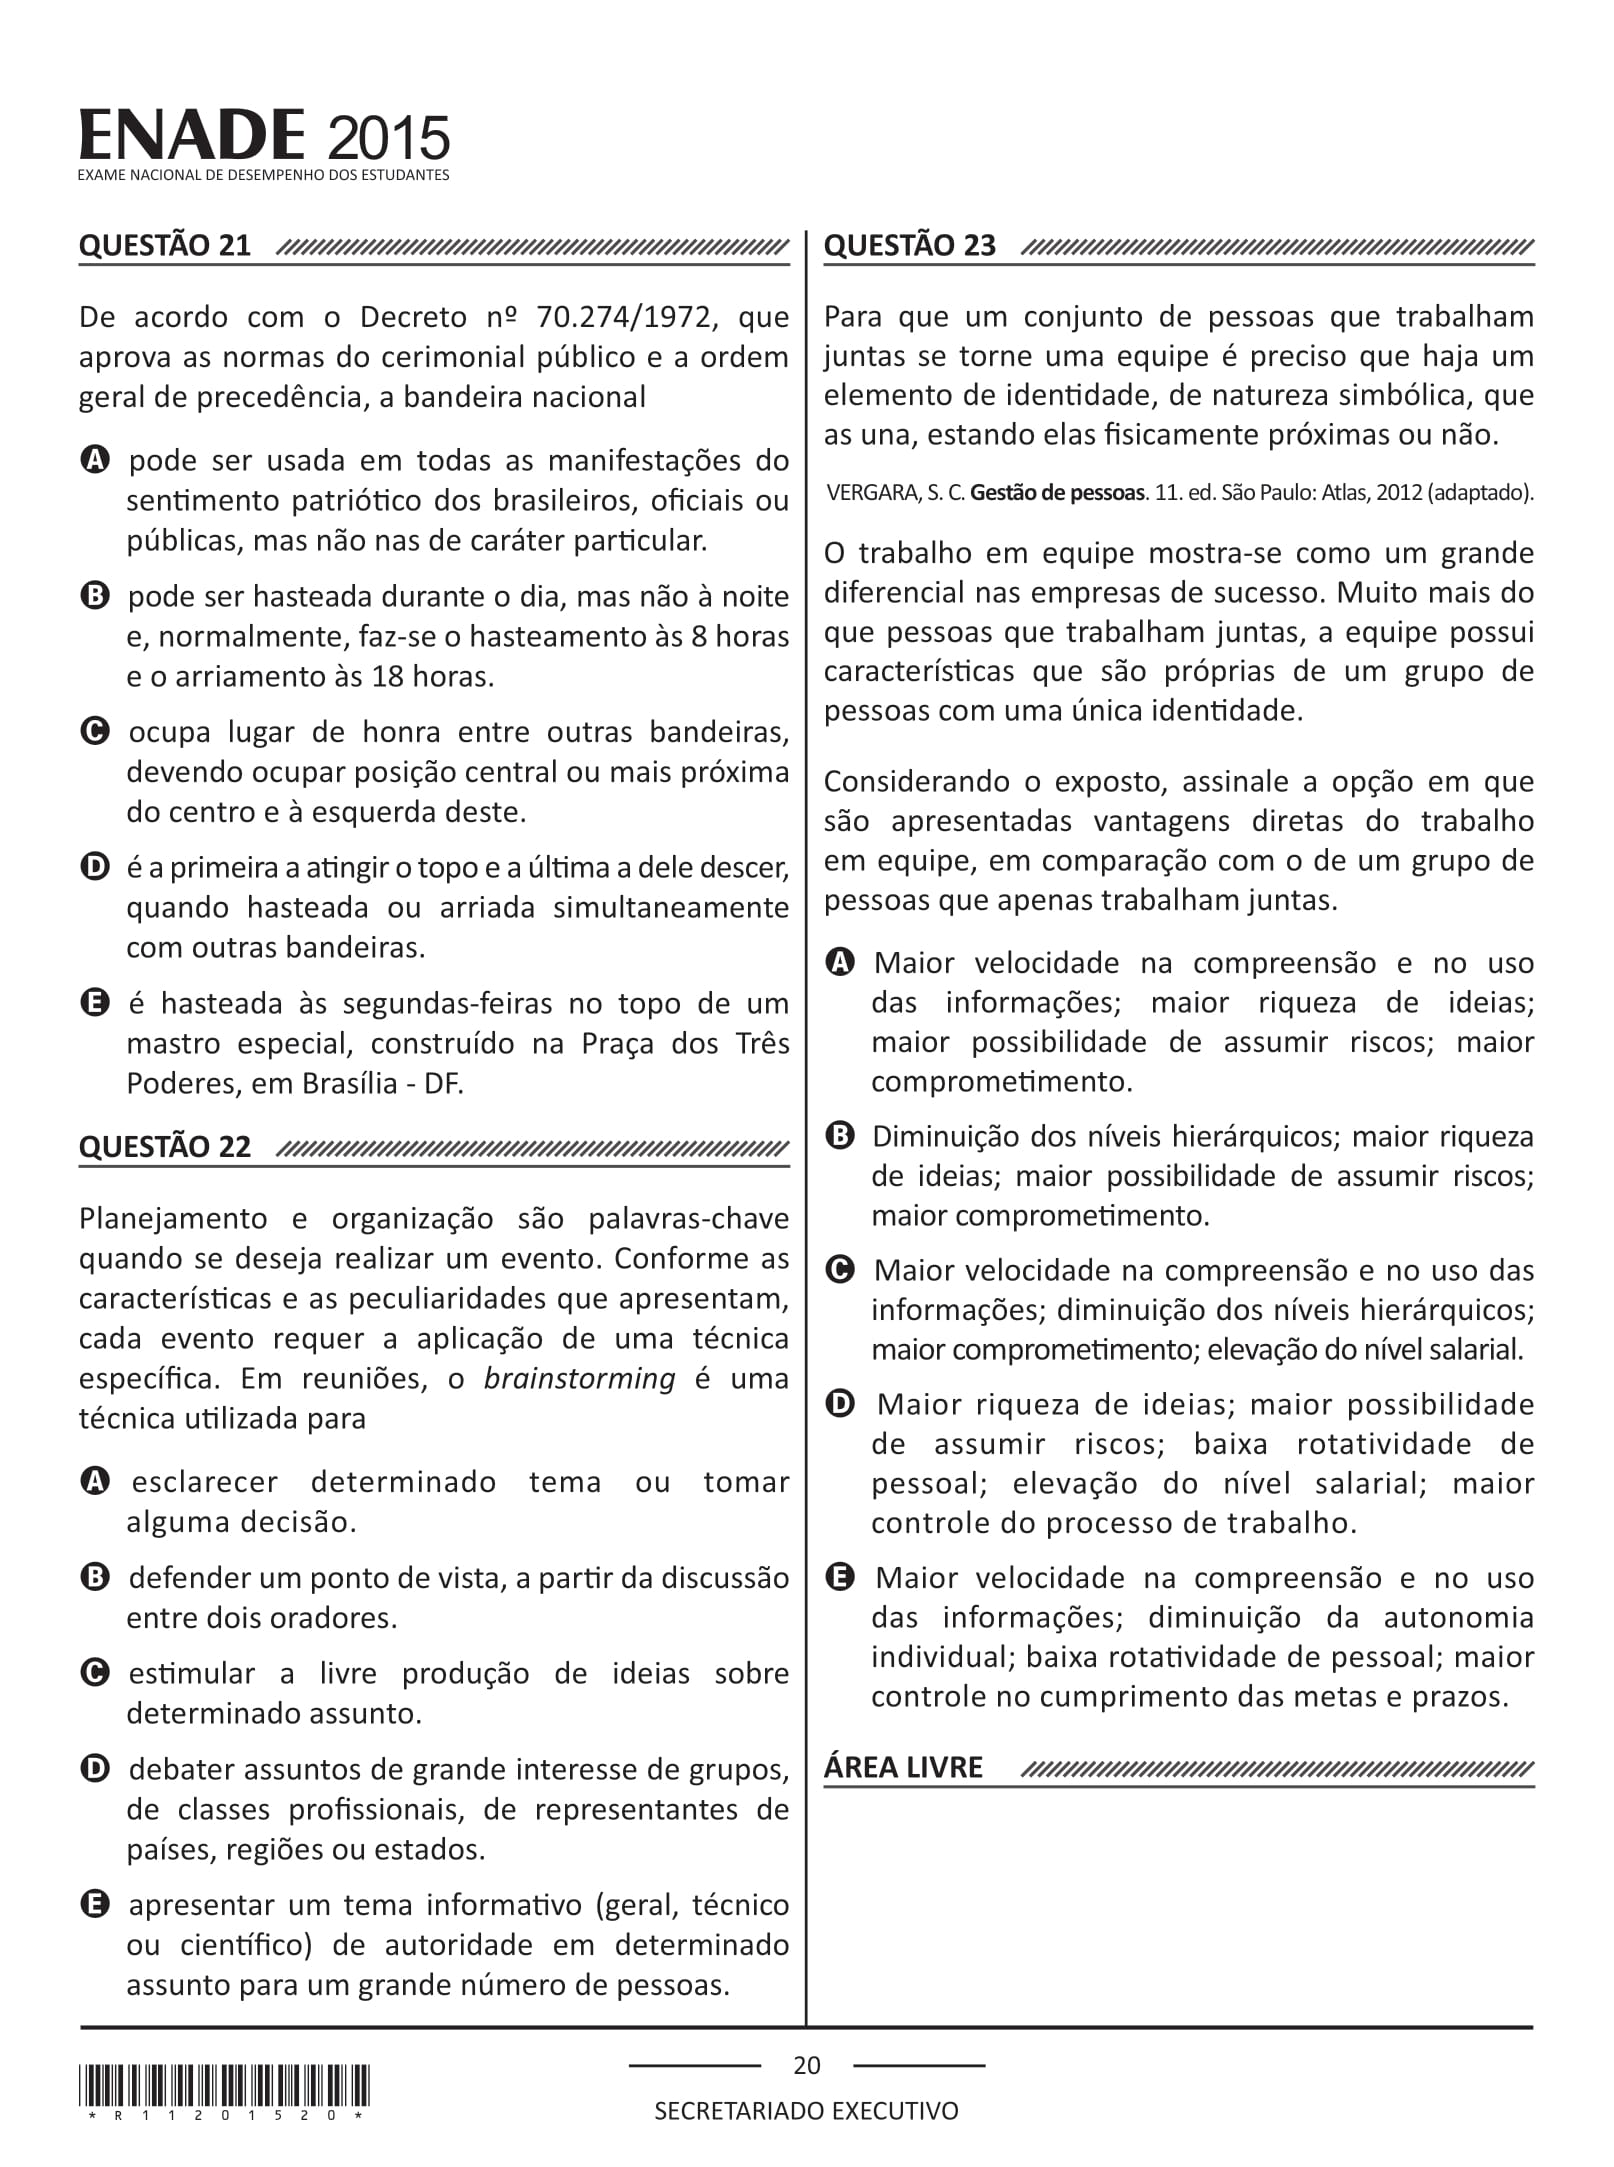 ENADE 2015
EXAME NACIONAL DE DESEMPENHO DOS ESTUDANTES
QUESTÃO 21
De acordo com o Decreto nº 70.274/1972, que
aprova as normas do cerimonial público e a ordem
geral de precedência, a bandeira nacional
A pode ser usada em todas as manifestações do
sentimento patriótico dos brasileiros, oficiais ou
públicas, mas não nas de caráter particular.
B pode ser hasteada durante o dia, mas não à noite
e, normalmente, faz-se o hasteamento às 8 horas
e o arriamento às 18 horas.
C ocupa lugar de honra entre outras bandeiras,
devendo ocupar posição central ou mais próxima
do centro e à esquerda deste.
D é a primeira a atingir o topo e a última a dele descer,
quando hasteada ou arriada simultaneamente
com outras bandeiras.
E é hasteada às segundas-feiras no topo de um
mastro especial, construído na Praça dos Três
Poderes, em Brasília - DF.
QUESTÃO 22
Planejamento e organização são palavras-chave
quando se deseja realizar um evento. Conforme as
características e as peculiaridades que apresentam,
cada evento requer a aplicação de uma técnica
específica. Em reuniões, o brainstorming é uma
técnica utilizada para
A esclarecer determinado tema ou tomar
alguma decisão.
B defender um ponto de vista, a partir da discussão
entre dois oradores.
C estimular a livre produção de ideias sobre
determinado assunto.
D debater assuntos de grande interesse de grupos,
de classes profissionais, de representantes de
países, regiões ou estados.
E apresentar um tema informativo (geral, técnico
ou científico) de autoridade em determinado
assunto para um grande número de pessoas.
QUESTÃO 23
Para que um conjunto de pessoas que trabalham
juntas se torne uma equipe é preciso que haja um
elemento de identidade, de natureza simbólica, que
as una, estando elas fisicamente próximas ou não.
VERGARA, S. C. Gestão de pessoas. 11. ed. São Paulo: Atlas, 2012 (adaptado).
O trabalho em equipe mostra-se como um grande
diferencial nas empresas de sucesso. Muito mais do
que pessoas que trabalham juntas, a equipe possui
características que são próprias de um grupo de
pessoas com uma única identidade.
Considerando o exposto, assinale a opção em que
são apresentadas vantagens diretas do trabalho
em equipe, em comparação com o de um grupo de
pessoas que apenas trabalham juntas.
A Maior velocidade na compreensão e no uso
das informações; maior riqueza de ideias;
maior possibilidade de assumir riscos; maior
comprometimento.
B Diminuição dos níveis hierárquicos; maior riqueza
de ideias; maior possibilidade de assumir riscos;
maior comprometimento.
C Maior velocidade na compreensão e no uso das
informações; diminuição dos níveis hierárquicos;
maior comprometimento; elevação do nível salarial.
D Maior riqueza de ideias; maior possibilidade
de assumir riscos; baixa rotatividade de
pessoal; elevação do nível salarial; maior
controle do processo de trabalho.
E Maior velocidade na compreensão e no uso
das informações; diminuição da autonomia
individual; baixa rotatividade de pessoal; maior
controle no cumprimento das metas e prazos.
ÁREA LIVRE
*R11201520*
20
SECRETARIADO EXECUTIVO